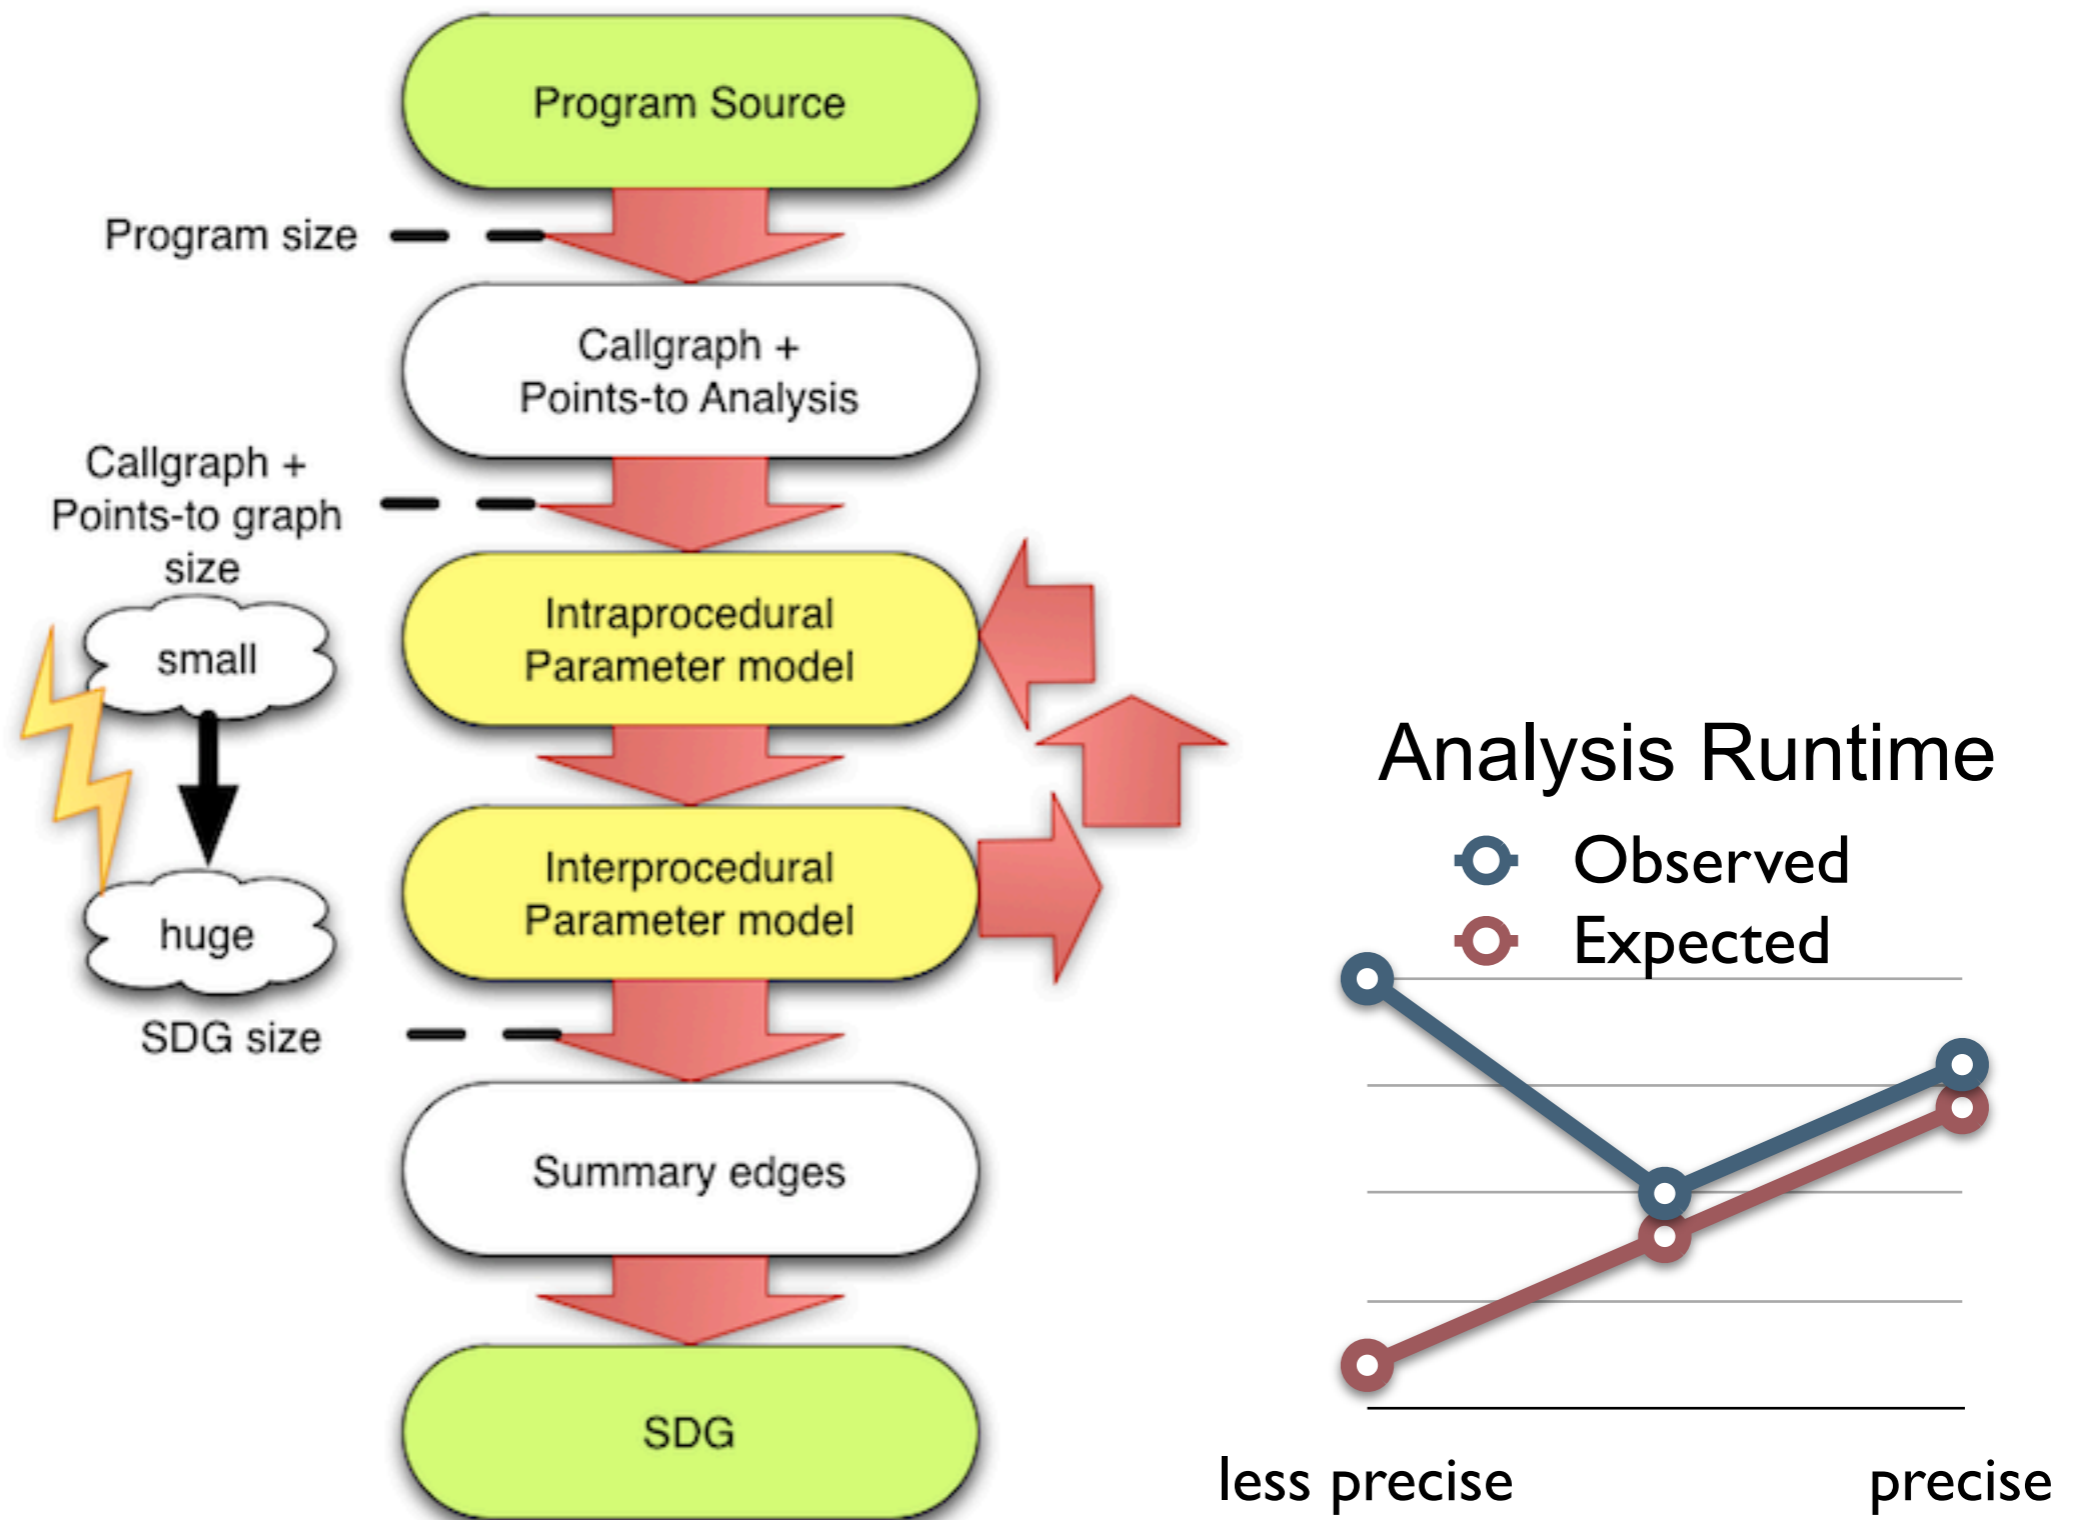 Program Source
Program size
Callgraph +
Points-to Analysis
Callgraph +
Points-to graph
size
small
huge
Intraprocedural
Parameter model
Interprocedural
Parameter model
SDG size
Summary edges
SDG
Analysis Runtime
Observed
Expected
less precise
precise